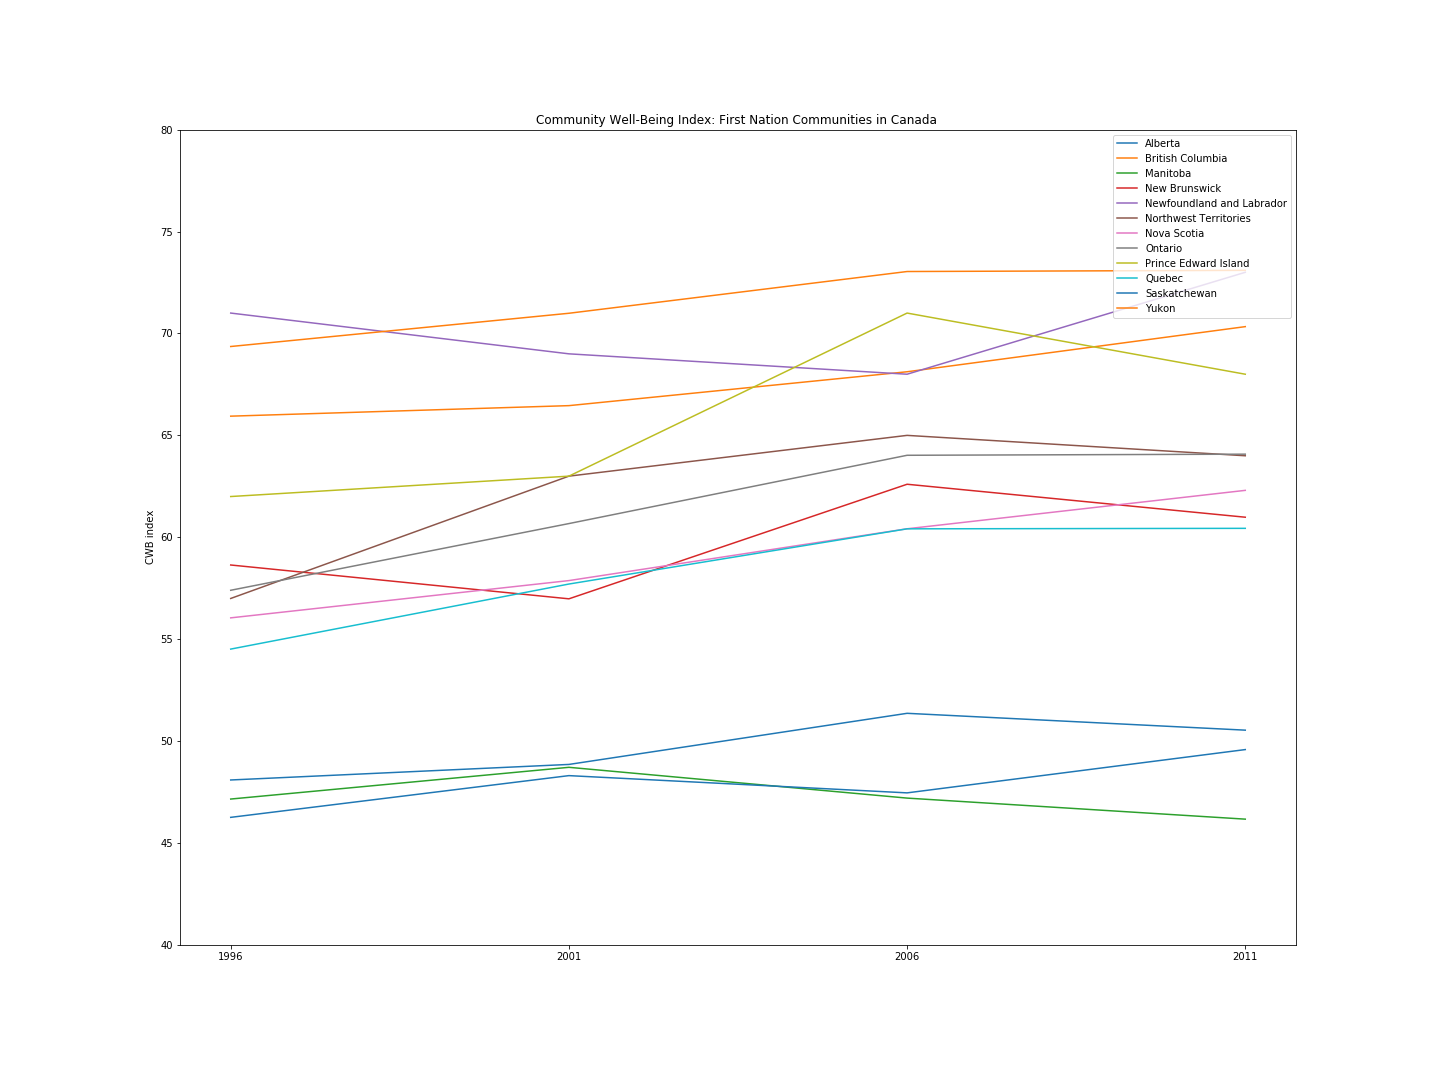 Community Well-Being Index: First Nation Communities in Canada
80
75
70
65
60
55
50
45
40
CWB index
1996
2001
2006
2011
Alberta
British Columbia
Manitoba
New Brunswick
Newfoundland and Labrador
Northwest Territories
Nova Scotia
Ontario
Prince Edward Island
Quebec
Saskatchewan
Yukon